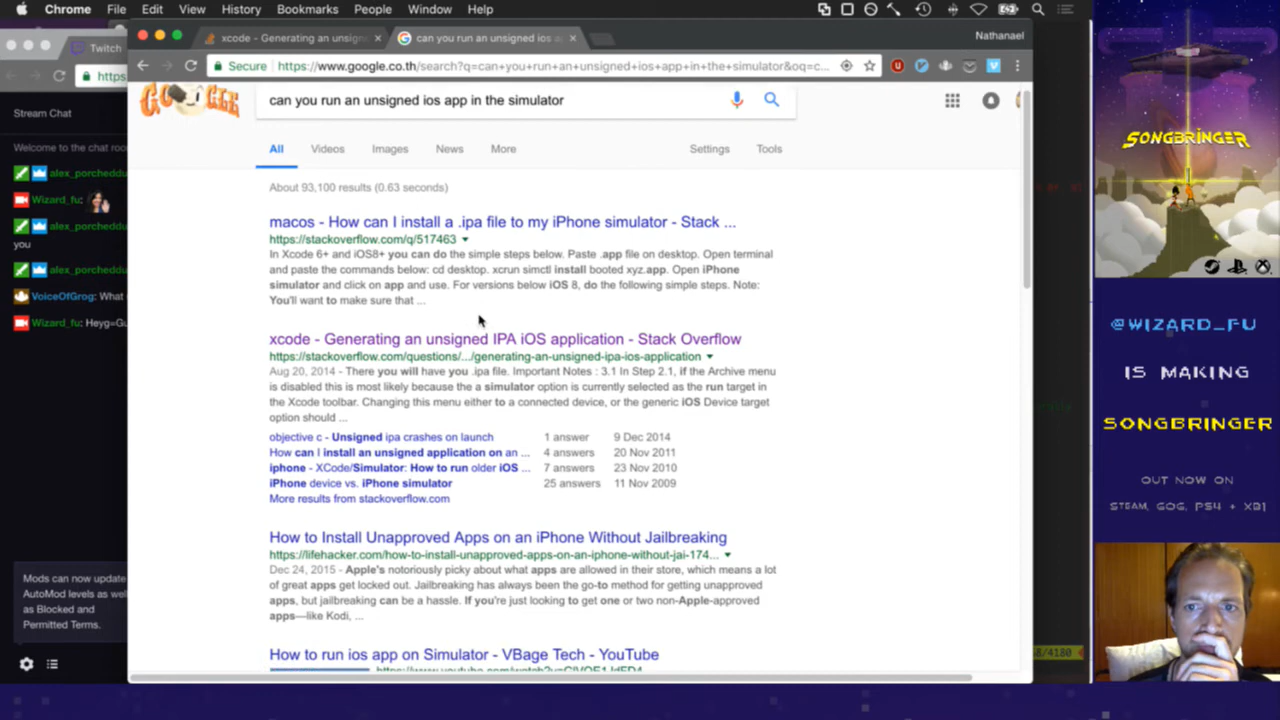 Chrome File Edit View History Bookmarks People Window Help
Twitch
xcode - Generating an unsign
can you run an unsigned ios a
Nathanael
https
Secure https://www.google.co.th/search?q=can+you+run+an+unsigned+ios+app+in+the+simulator&oq=c...
Stream Chat
Welcome to the chat roo
alex_porcheddu
Wizard_fu:
alex_porcheddu
you
alex_porcheddu
VoiceOfGrog: What
Wizard_fu: Heyg=Gu
Mods can now update
AutoMod levels as well
as Blocked and
Permitted Terms.
GOOGLE
can you run an unsigned ios app in the simulator
All Videos Images News More Settings Tools
About 93,100 results (0.63 seconds)
macos - How can I install a .ipa file to my iPhone simulator - Stack ...
https://stackoverflow.com/q/517463
In Xcode 6+ and iOS8+ you can do the simple steps below. Paste .app file on desktop. Open terminal
and paste the commands below: cd desktop. xcrun simctl install booted xyz.app. Open iPhone
simulator and click on app and use. For versions below iOS 8, do the following simple steps. Note:
You'll want to make sure that ...
xcode - Generating an unsigned IPA iOS application - Stack Overflow
https://stackoverflow.com/questions/.../generating-an-unsigned-ipa-ios-application
Aug 20, 2014 - There you will have you .ipa file. Important Notes : 3.1 In Step 2.1, if the Archive menu
is disabled this is most likely because the a simulator option is currently selected as the run target in
the Xcode toolbar. Changing this menu either to a connected device, or the generic iOS Device target
option should ...
objective c - Unsigned ipa crashes on launch 1 answer 9 Dec 2014
How can I install an unsigned application on an ... 4 answers 20 Nov 2011
iphone - XCode/Simulator: How to run older iOS ... 7 answers 23 Nov 2010
iPhone device vs. iPhone simulator 25 answers 11 Nov 2009
More results from stackoverflow.com
How to Install Unapproved Apps on an iPhone Without Jailbreaking
https://lifehacker.com/how-to-install-unapproved-apps-on-an-iphone-without-jai-174...
Dec 24, 2015 - Apple's notoriously picky about what apps are allowed in their store, which means a lot
of great apps get locked out. Jailbreaking has always been the go-to method for getting unapproved
apps, but jailbreaking can be a hassle. If you're just looking to get one or two non-Apple-approved
apps—like Kodi, ...
How to run ios app on Simulator - VBage Tech - YouTube
SONGBRINGER
@WIZARD_FU
IS MAKING
SONGBRINGER
OUT NOW ON
STEAM, GOG, PS4 + XB1